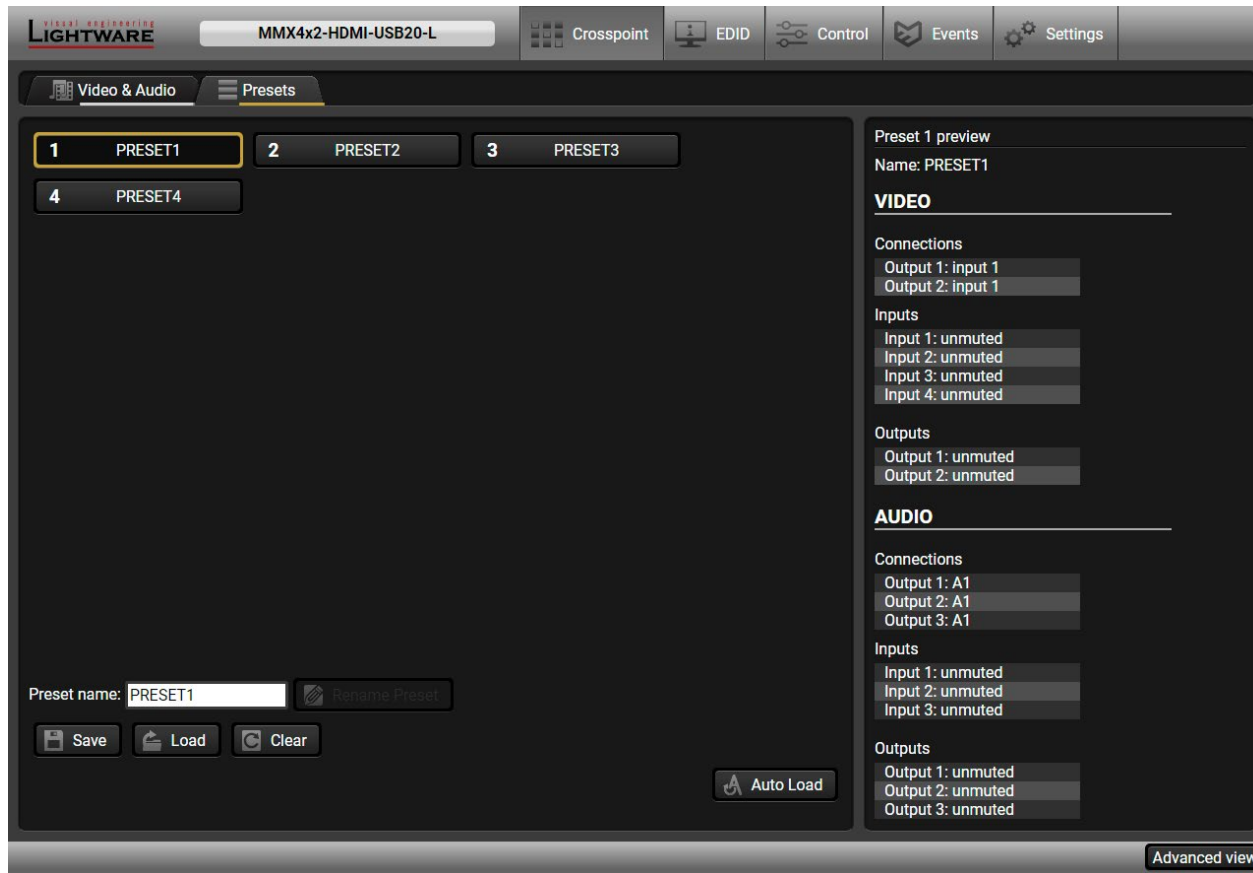 visual engineering
LIGHTWARE
MMX4x2-HDMI-USB20-L
Crosspoint
EDID
Control
Events
Settings
Video & Audio
Presets
1 PRESET1
2 PRESET2
3 PRESET3
4 PRESET4
Preset name: PRESET1
Rename Preset
Save
Load
Clear
Auto Load
Preset 1 preview
Name: PRESET1
VIDEO
Connections
Output 1: input 1
Output 2: input 1
Inputs
Input 1: unmuted
Input 2: unmuted
Input 3: unmuted
Input 4: unmuted
Outputs
Output 1: unmuted
Output 2: unmuted
AUDIO
Connections
Output 1: A1
Output 2: A1
Output 3: A1
Inputs
Input 1: unmuted
Input 2: unmuted
Input 3: unmuted
Outputs
Output 1: unmuted
Output 2: unmuted
Output 3: unmuted
Advanced view